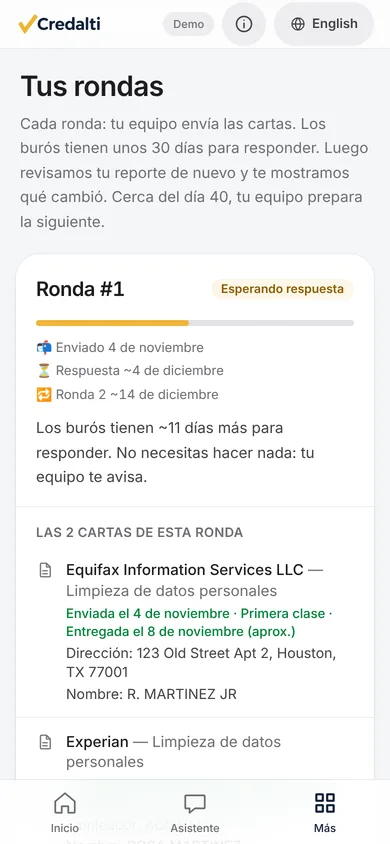 Credalti
Demo
English
Tus rondas
Cada ronda: tu equipo envía las cartas. Los
burós tienen unos 30 días para responder. Luego
revisamos tu reporte de nuevo y te mostramos
qué cambió. Cerca del día 40, tu equipo prepara
la siguiente.
Ronda #1
Esperando respuesta
📬 Enviado 4 de noviembre
⏳ Respuesta ~4 de diciembre
🔁 Ronda 2 ~14 de diciembre
Los burós tienen ~11 días más para
responder. No necesitas hacer nada: tu
equipo te avisa.
LAS 2 CARTAS DE ESTA RONDA
Equifax Information Services LLC —
Limpieza de datos personales
Enviada el 4 de noviembre · Primera clase ·
Entregada el 8 de noviembre (aprox.)
Dirección: 123 Old Street Apt 2, Houston,
TX 77001
Nombre: R. MARTINEZ JR
Experian — Limpieza de datos
personales
Inicio
Asistente
Más